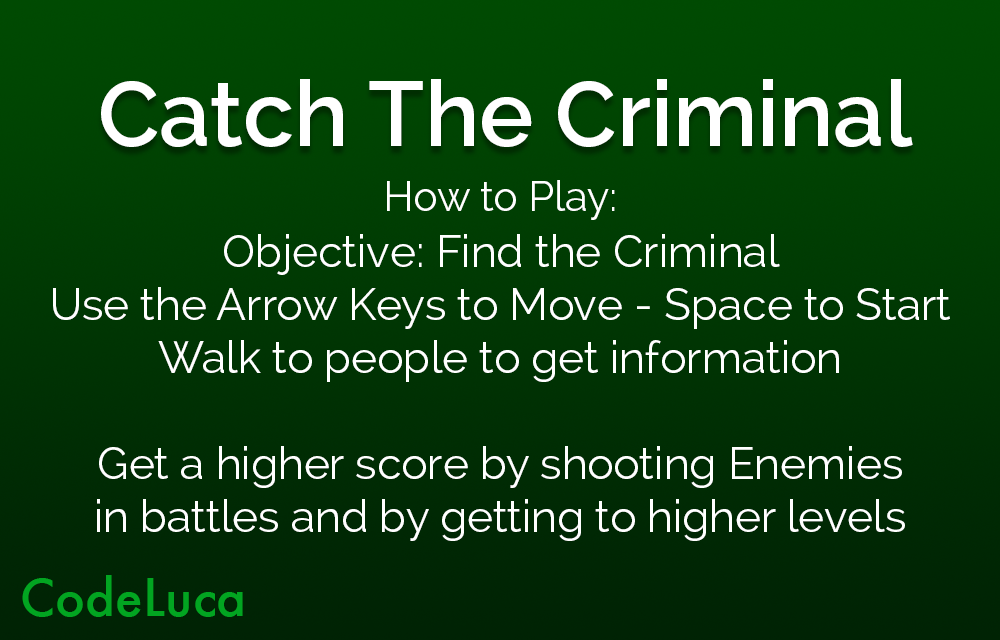 Catch The Criminal
How to Play:
Objective: Find the Criminal
Use the Arrow Keys to Move - Space to Start
Walk to people to get information
Get a higher score by shooting Enemies
in battles and by getting to higher levels
CodeLuca